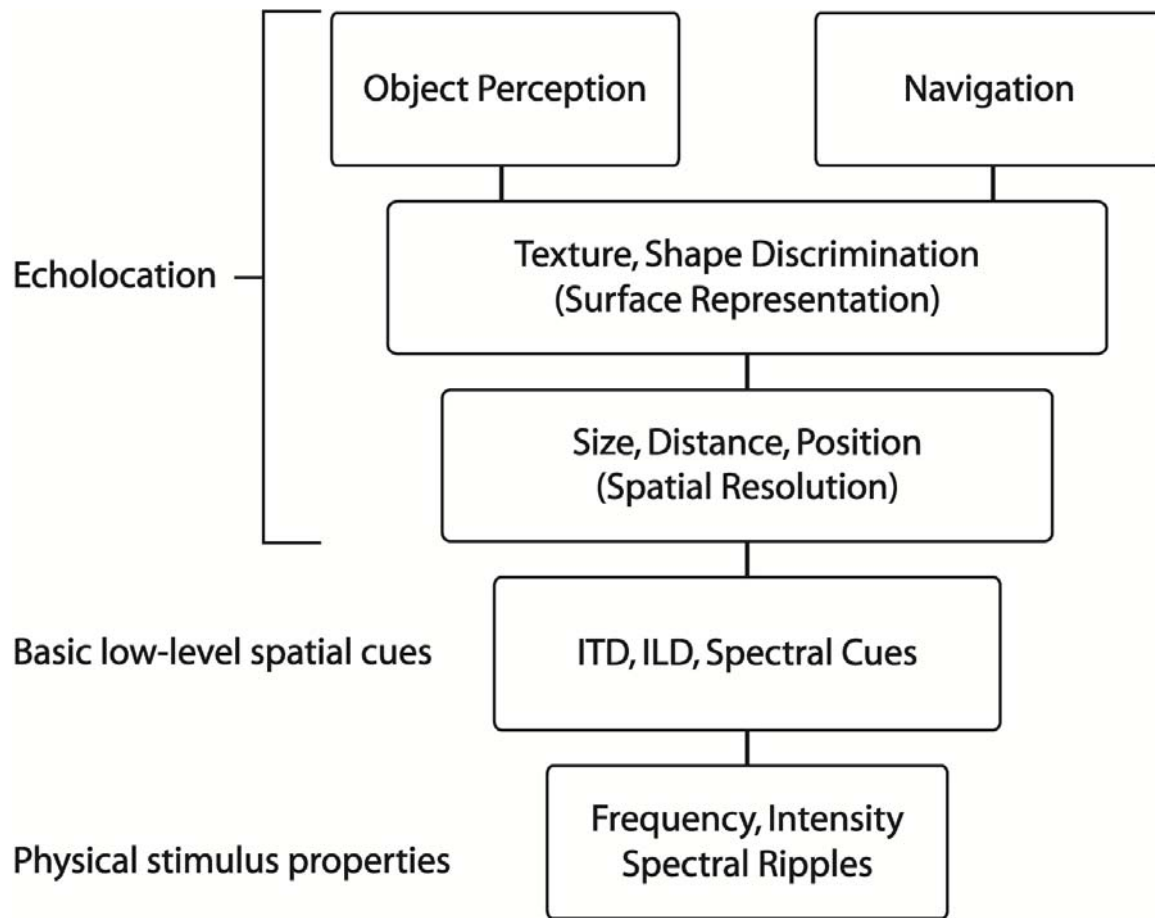 Object Perception
Navigation
Echolocation
Texture, Shape Discrimination
(Surface Representation)
Size, Distance, Position
(Spatial Resolution)
Basic low-level spatial cues
ITD, ILD, Spectral Cues
Physical stimulus properties
Frequency, Intensity
Spectral Ripples